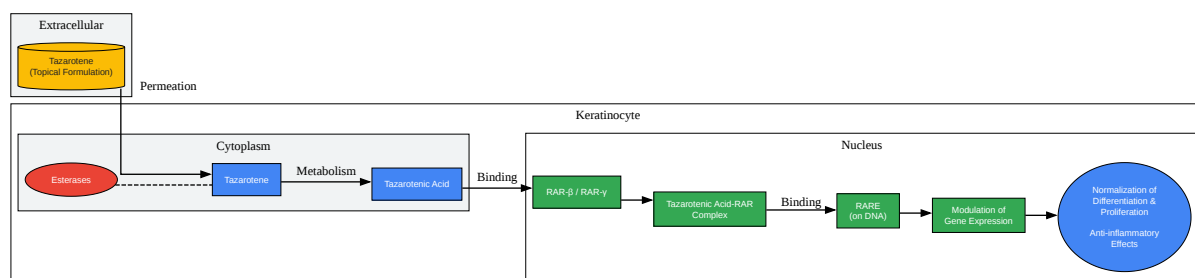 Extracellular
Tazarotene
(Topical Formulation)
Permeation
Keratinocyte
Cytoplasm
Esterases
Tazarotene
Metabolism
Tazarotenic Acid
Binding
Nucleus
RAR-β / RAR-γ
Tazarotenic Acid-RAR
Complex
Binding
RARE
(on DNA)
Modulation of
Gene Expression
Normalization of
Differentiation &
Proliferation
Anti-inflammatory
Effects